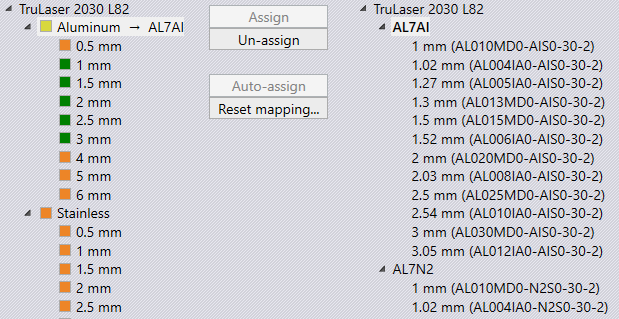 TruLaser 2030 L82
Aluminum → AL7AI
0.5 mm
1 mm
1.5 mm
2 mm
2.5 mm
3 mm
4 mm
5 mm
6 mm
Stainless
0.5 mm
1 mm
1.5 mm
2 mm
2.5 mm
Assign
Un-assign
Auto-assign
Reset mapping...
TruLaser 2030 L82
AL7AI
1 mm (AL010MD0-AIS0-30-2)
1.02 mm (AL004IA0-AIS0-30-2)
1.27 mm (AL005IA0-AIS0-30-2)
1.3 mm (AL013MD0-AIS0-30-2)
1.5 mm (AL015MD0-AIS0-30-2)
1.52 mm (AL006IA0-AIS0-30-2)
2 mm (AL020MD0-AIS0-30-2)
2.03 mm (AL008IA0-AIS0-30-2)
2.5 mm (AL025MD0-AIS0-30-2)
2.54 mm (AL010IA0-AIS0-30-2)
3 mm (AL030MD0-AIS0-30-2)
3.05 mm (AL012IA0-AIS0-30-2)
AL7N2
1 mm (AL010MD0-N2S0-30-2)
1.02 mm (AL004IA0-N2S0-30-2)